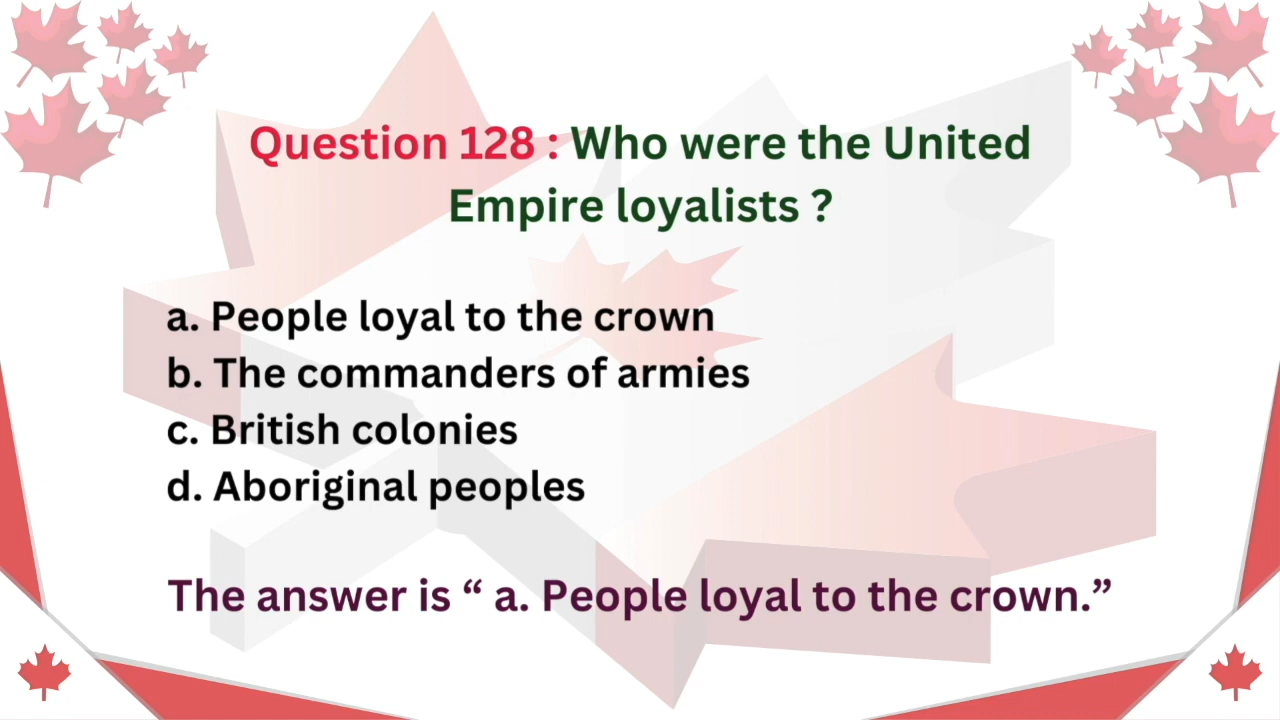 Question 128 : Who were the United
Empire loyalists ?
a. People loyal to the crown
b. The commanders of armies
c. British colonies
d. Aboriginal peoples
The answer is “ a. People loyal to the crown.”